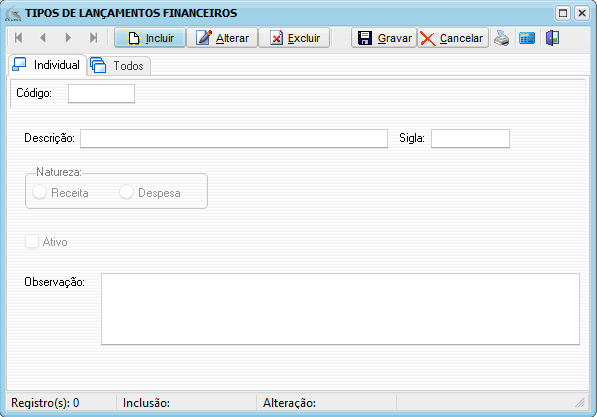 TIPOS DE LANÇAMENTOS FINANCEIROS
Incluir Alterar Excluir Gravar Cancelar
Individual Todos
Código:
Descrição: Sigla:
Natureza:
Receita Despesa
Ativo
Observação:
Registro(s): 0 Inclusão: Alteração: